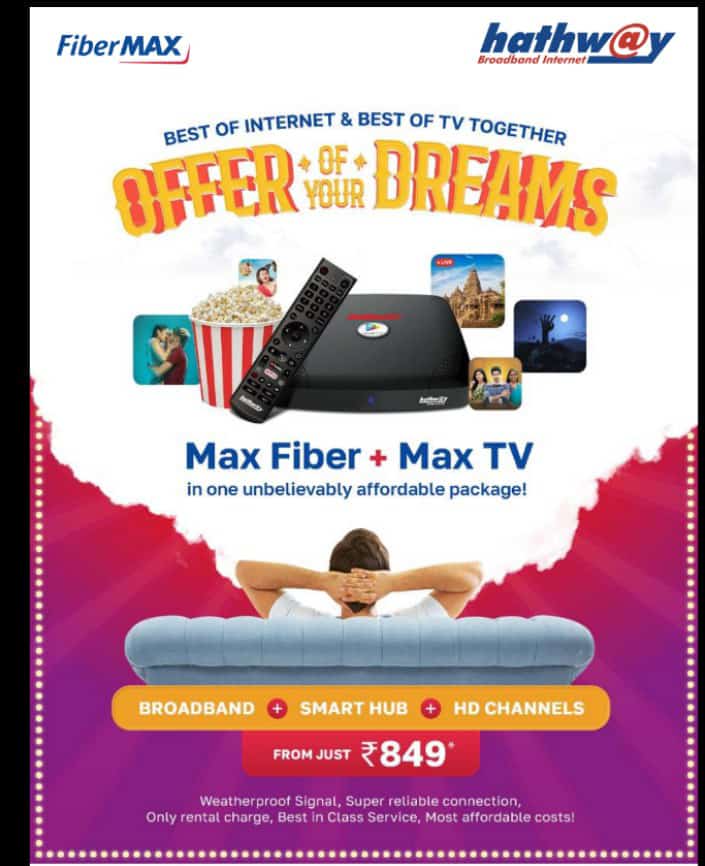 FiberMAX
hathw@y
Broadband Internet
BEST OF INTERNET & BEST OF TV TOGETHER
OFFER OF YOUR DREAMS
LIVE
hathw@y
Max Fiber + Max TV
in one unbelievably affordable package!
BROADBAND + SMART HUB + HD CHANNELS
FROM JUST ₹849*
Weatherproof Signal, Super reliable connection,
Only rental charge, Best in Class Service, Most affordable costs!